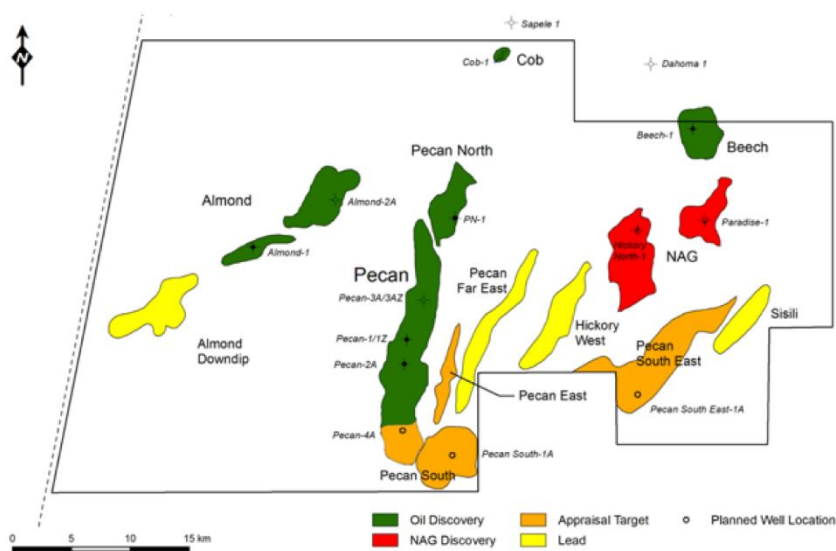 Sapele 1
N
Cob-1
Cob
Dahoma 1
Beech-1
Beech
Pecan North
Almond
Almond-2A
PN-1
Paradise-1
Hickory
North-1
NAG
Almond-1
Pecan
Pecan
Far East
Pecan-3A/3AZ
Sisili
Hickory
West
Pecan
South East
Almond
Downdip
Pecan-1/1Z
Pecan-2A
Pecan East
Pecan South East-1A
Pecan-4A
Pecan South-1A
Pecan South
0 5 10 15 km
Oil Discovery
Appraisal Target
Planned Well Location
NAG Discovery
Lead